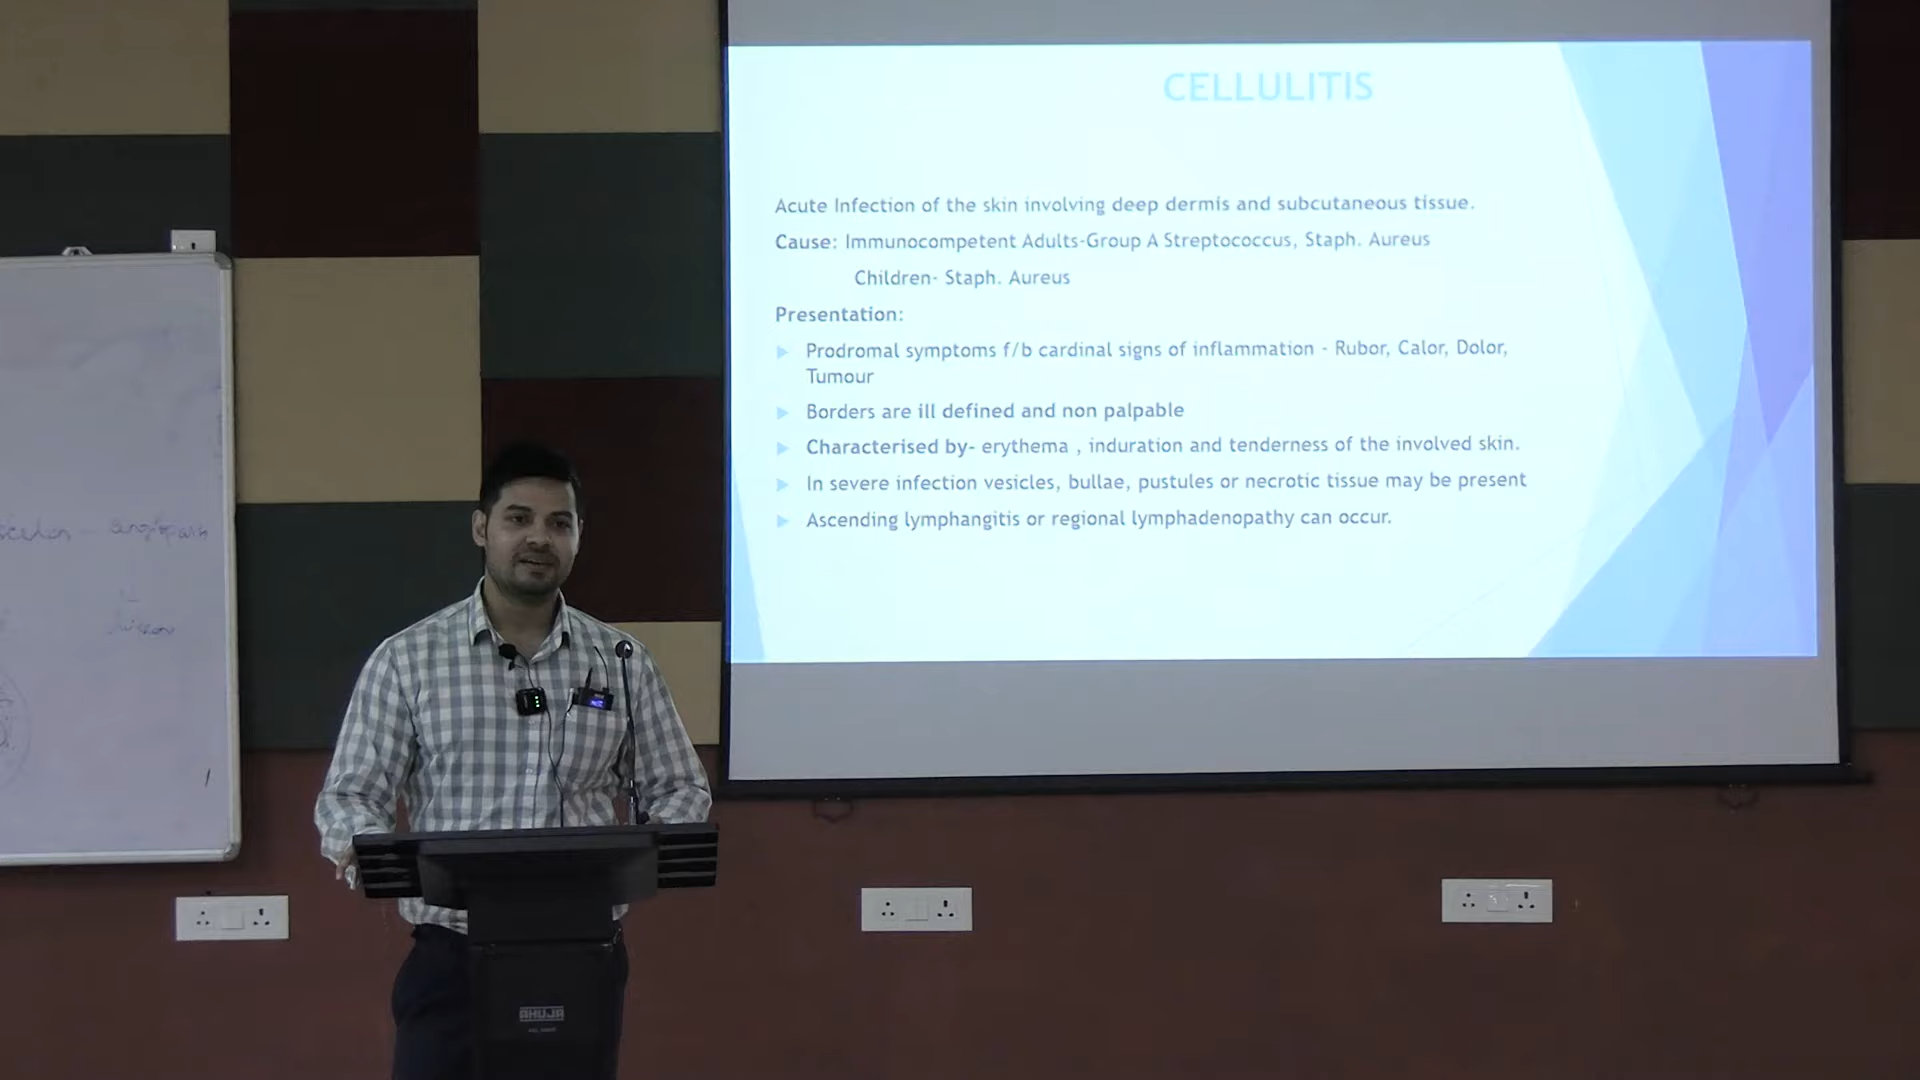 CELLULITIS
Acute Infection of the skin involving deep dermis and subcutaneous tissue.
Cause: Immunocompetent Adults-Group A Streptococcus, Staph. Aureus
Children- Staph. Aureus
Presentation:
Prodromal symptoms f/b cardinal signs of inflammation - Rubor, Calor, Dolor,
Tumour
Borders are ill defined and non palpable
Characterised by- erythema , induration and tenderness of the involved skin.
In severe infection vesicles, bullae, pustules or necrotic tissue may be present
Ascending lymphangitis or regional lymphadenopathy can occur.
AHUJA